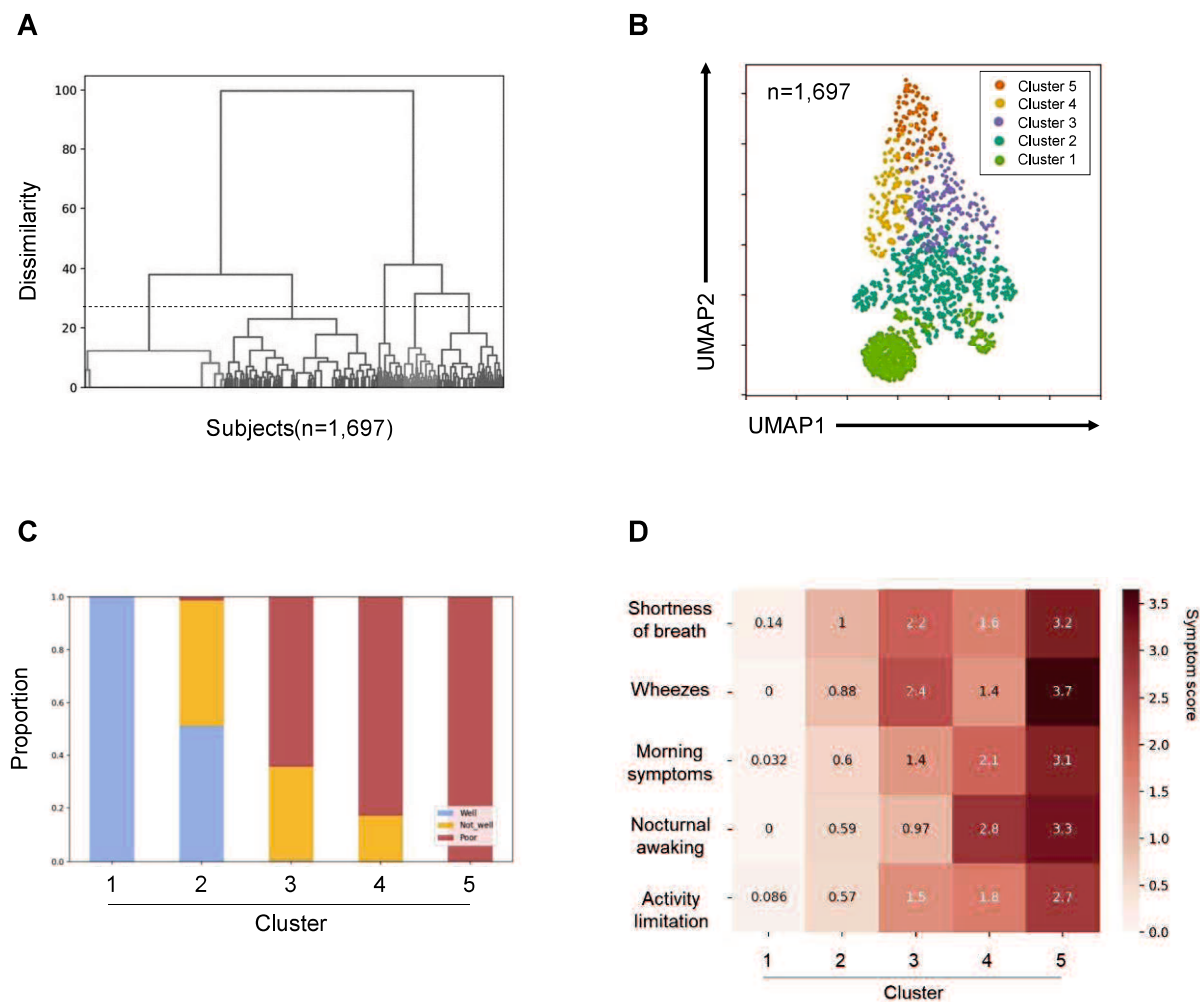 A
100
80
60
40
20
0
Dissimilarity
Subjects(n=1,697)
B
n=1,697
Cluster 5
Cluster 4
Cluster 3
Cluster 2
Cluster 1
UMAP2
UMAP1
C
1.0
0.8
0.6
0.4
0.2
0.0
Proportion
Well
Not_well
Poor
1 2 3 4 5
Cluster
D
Shortness
of breath
0.14 1 2.2 1.6 3.2
Wheezes
0 0.88 2.4 1.4 3.7
Morning
symptoms
0.032 0.6 1.4 2.1 3.1
Nocturnal
awaking
0 0.59 0.97 2.8 3.3
Activity
limitation
0.086 0.57 1.5 1.8 2.7
1 2 3 4 5
Cluster
3.5
3.0
2.5
2.0
1.5
1.0
0.5
0.0
Symptom score